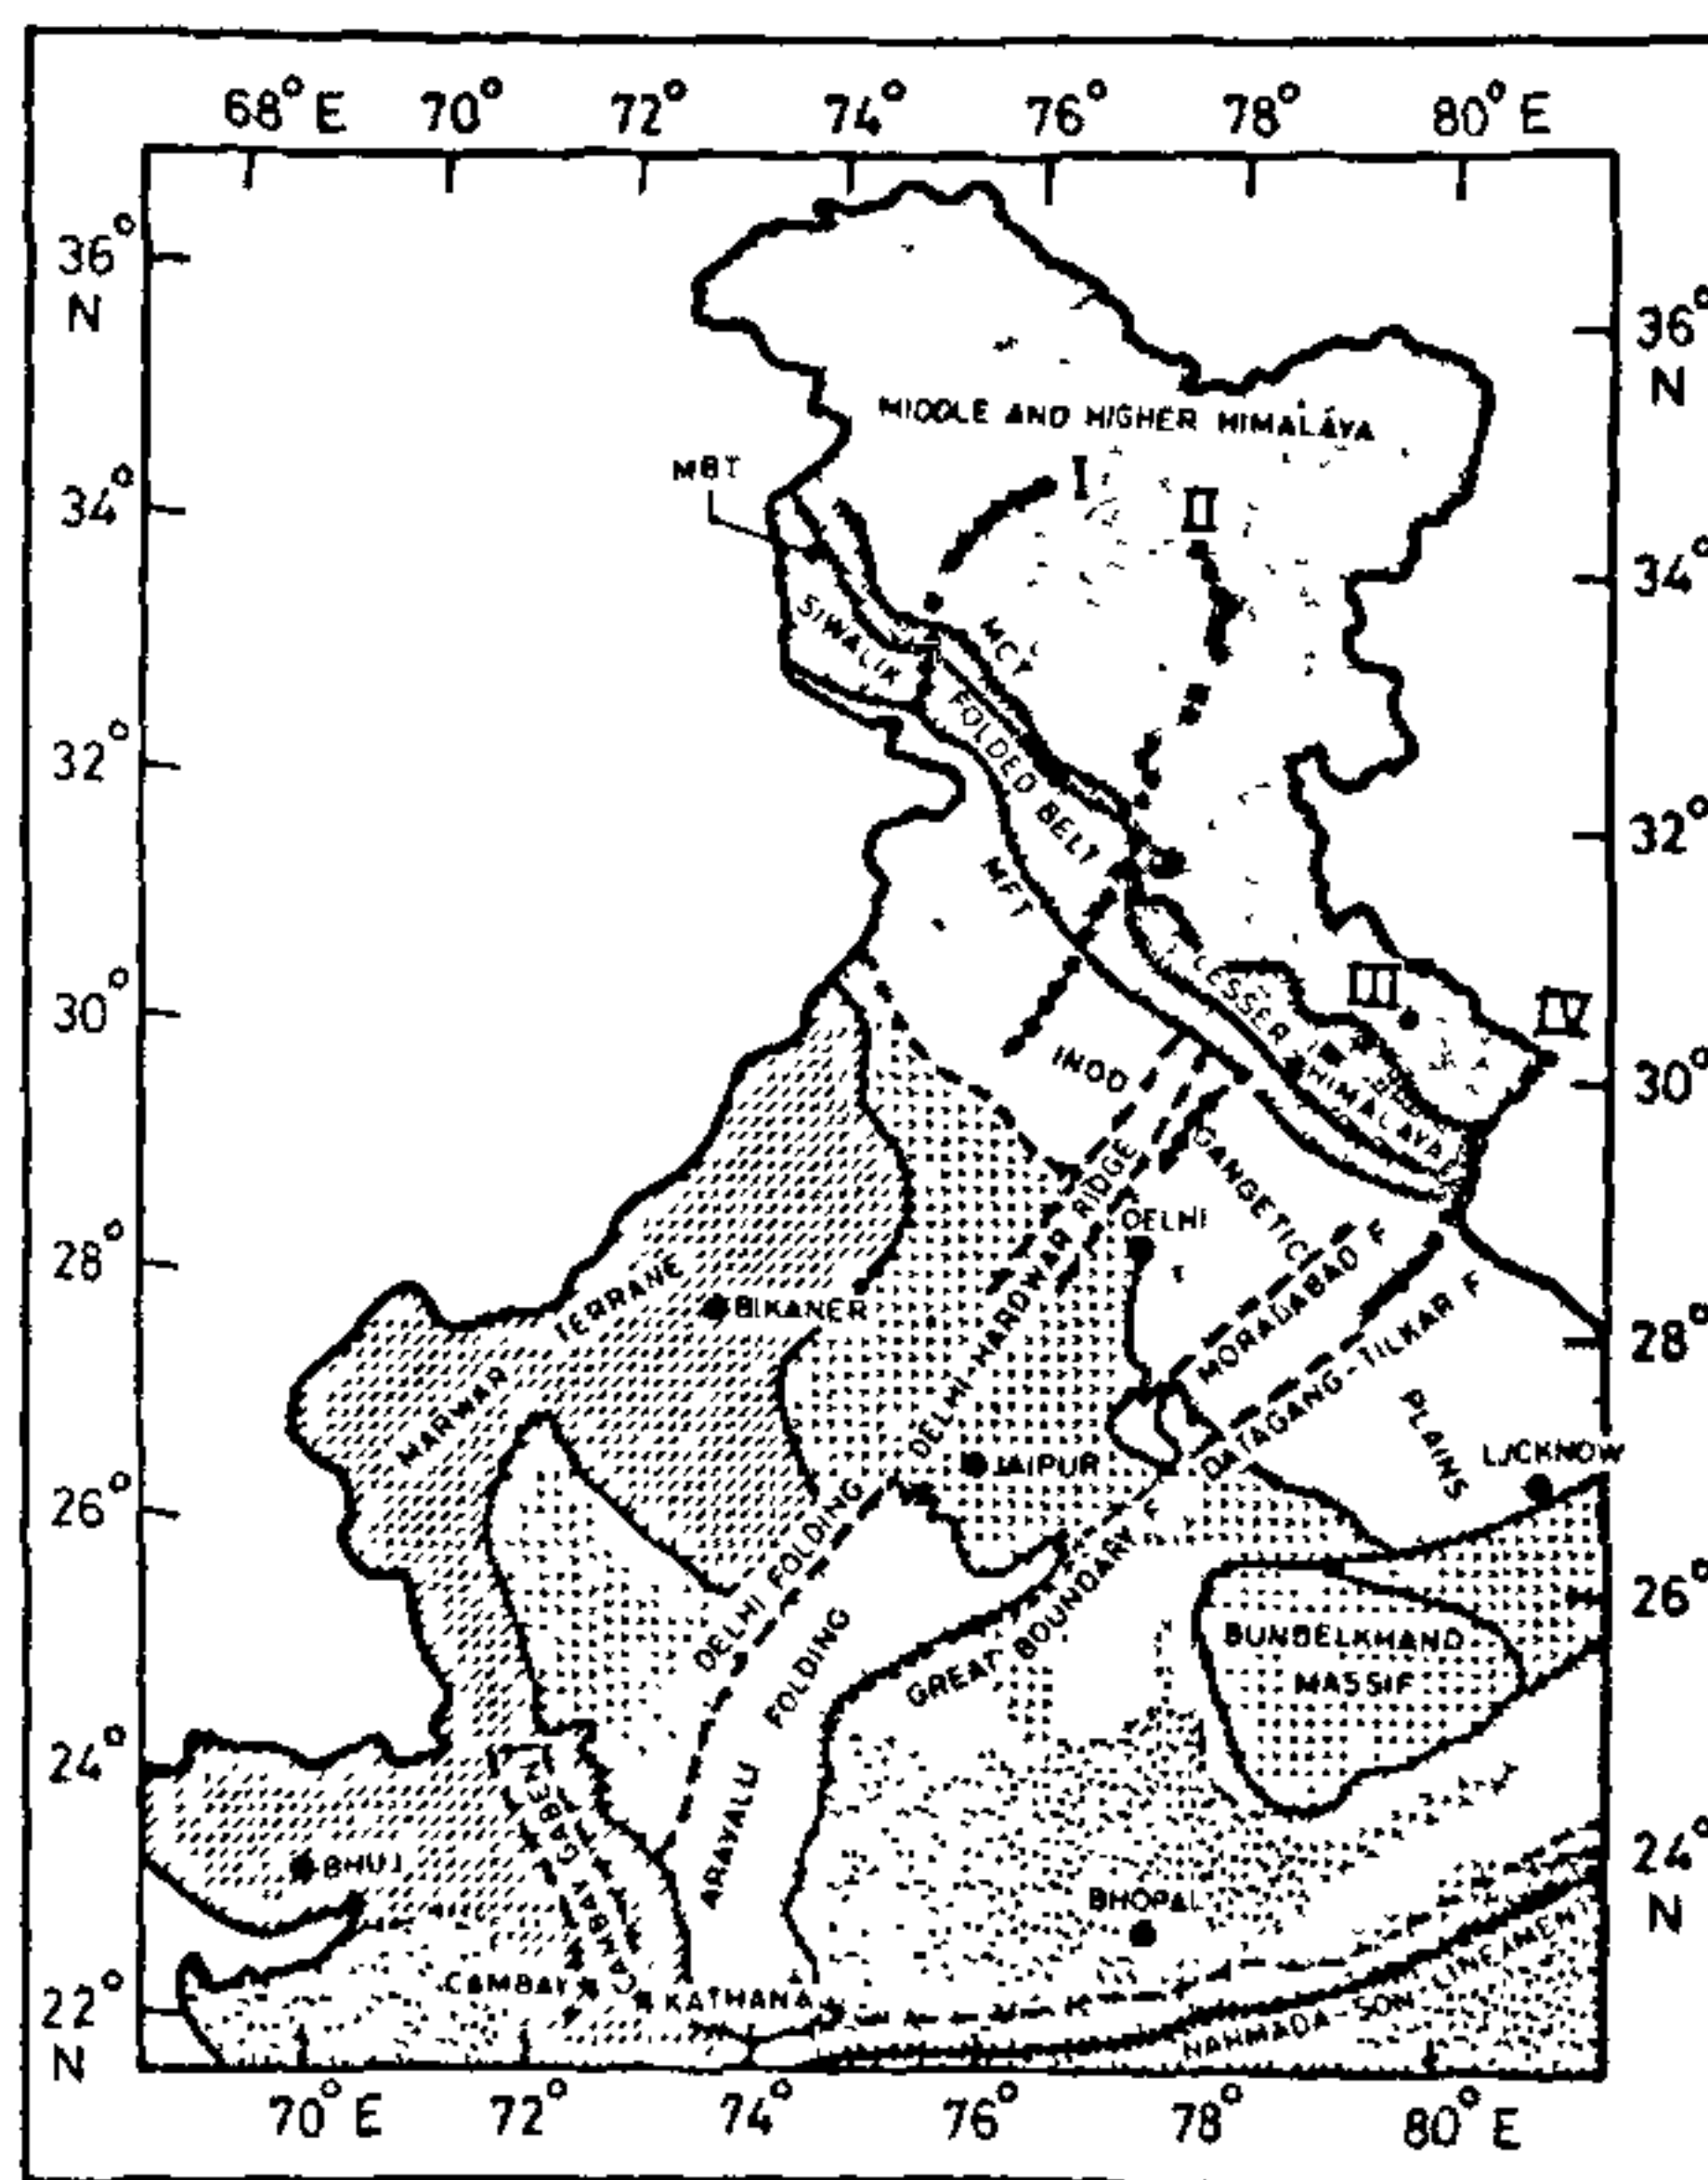 68°E 70° 72° 74° 76° 78° 80°E
36°
N
36°
N
MIDDLE AND HIGHER HIMALAYA
MBT
I
II
34°
34°
SIWALIK
MCT
FOLDED BELT
32°
32°
MFT
LESSER HIMALAYA
III
IV
30°
30°
INDO
GANGETIC
PLAINS
DELHI-HARDWAR RIDGE
DELHI
28°
28°
MORADABAD F
DATAGANG-TILKAR F
MARWAR TERRANE
BIKANER
JAIPUR
LUCKNOW
26°
26°
DELHI FOLDING
ARAVALLI FOLDING
GREAT BOUNDARY F
BUNDELKHAND
MASSIF
24°
24°
N
CAMBAY GABEN
BHUJ
BHOPAL
CAMBAY
KATHANA
22°
N
NAHMADA-SON LINEAMENT
70°E 72° 74° 76° 78° 80°E